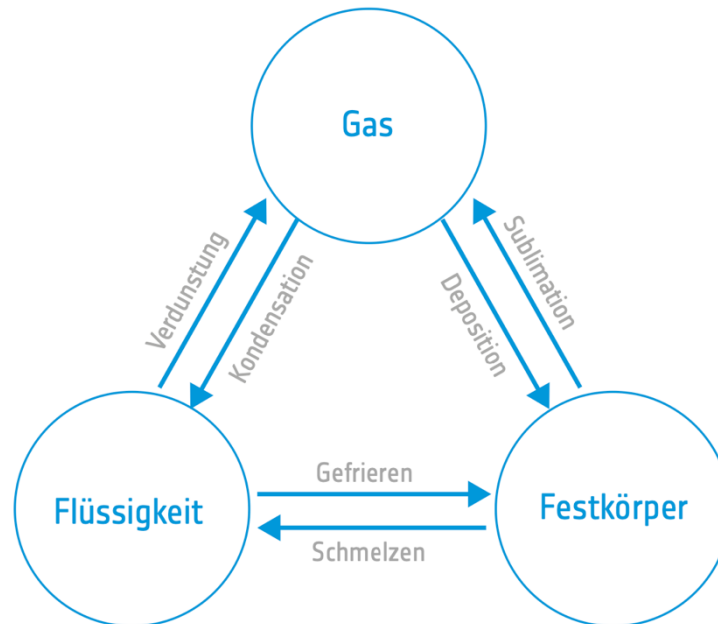 Gas
Verdunstung
Kondensation
Deposition
Sublimation
Flüssigkeit
Gefrieren
Schmelzen
Festkörper